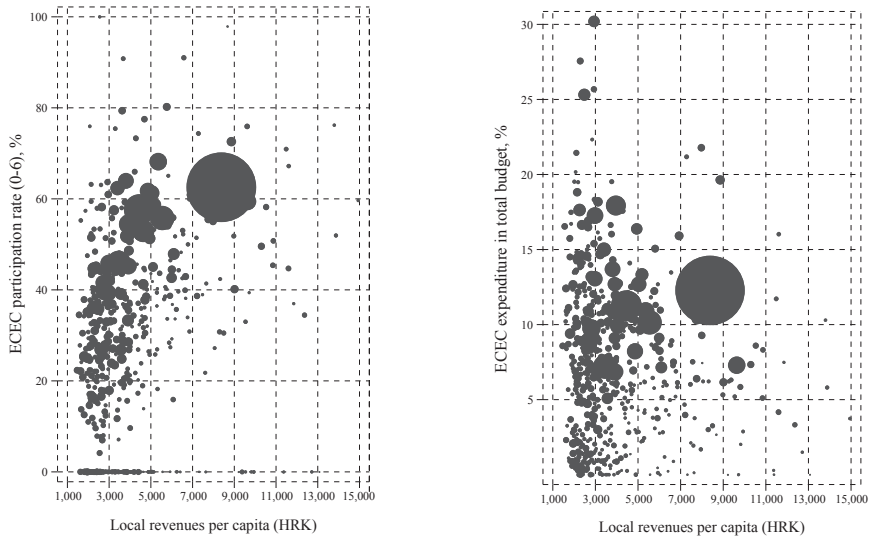 ECEC participation rate (0-6), %
100
80
60
40
20
0
1,000 3,000 5,000 7,000 9,000 11,000 13,000 15,000
Local revenues per capita (HRK)
ECEC expenditure in total budget, %
30
25
20
15
10
5
1,000 3,000 5,000 7,000 9,000 11,000 13,000 15,000
Local revenues per capita (HRK)